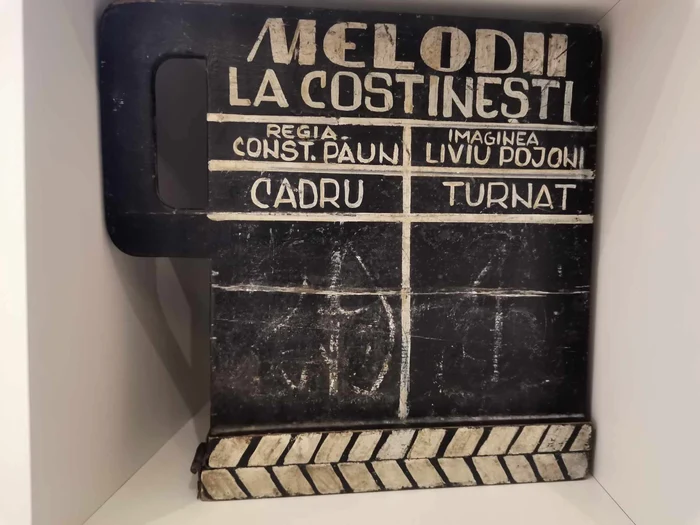 MELODII
LA COSTINEȘTI
REGIA
CONST. PĂUN
IMAGINEA
LIVIU POJONI
CADRU
TURNAT